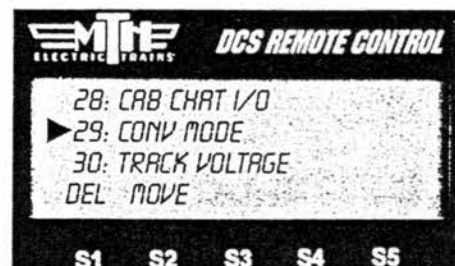 MTH DCS REMOTE CONTROL
ELECTRIC TRAINS
28: CAB CHAT I/O
29: CONV MODE
30: TRACK VOLTAGE
DEL MOVE
S1 S2 S3 S4 S5